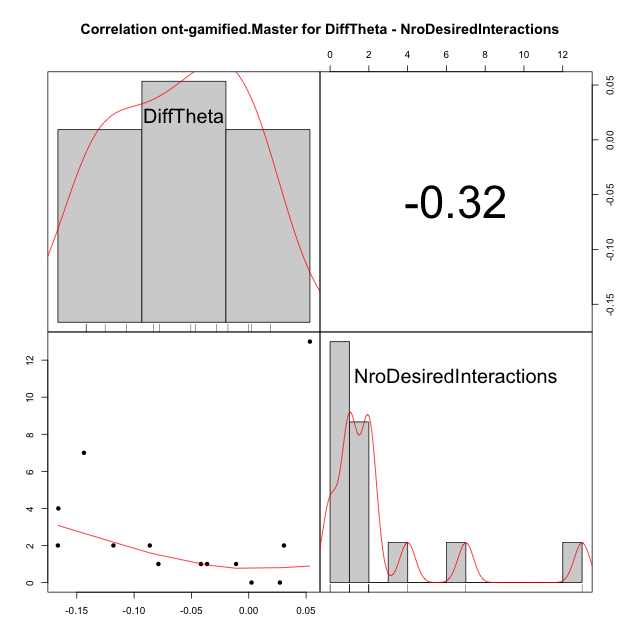 Correlation ont-gamified.Master for DiffTheta - NroDesiredInteractions
0 2 4 6 8 10 12
DiffTheta
-0.32
0.05
0.00
-0.05
-0.10
-0.15
12
10
8
6
4
2
0
NroDesiredInteractions
-0.15 -0.10 -0.05 0.00 0.05